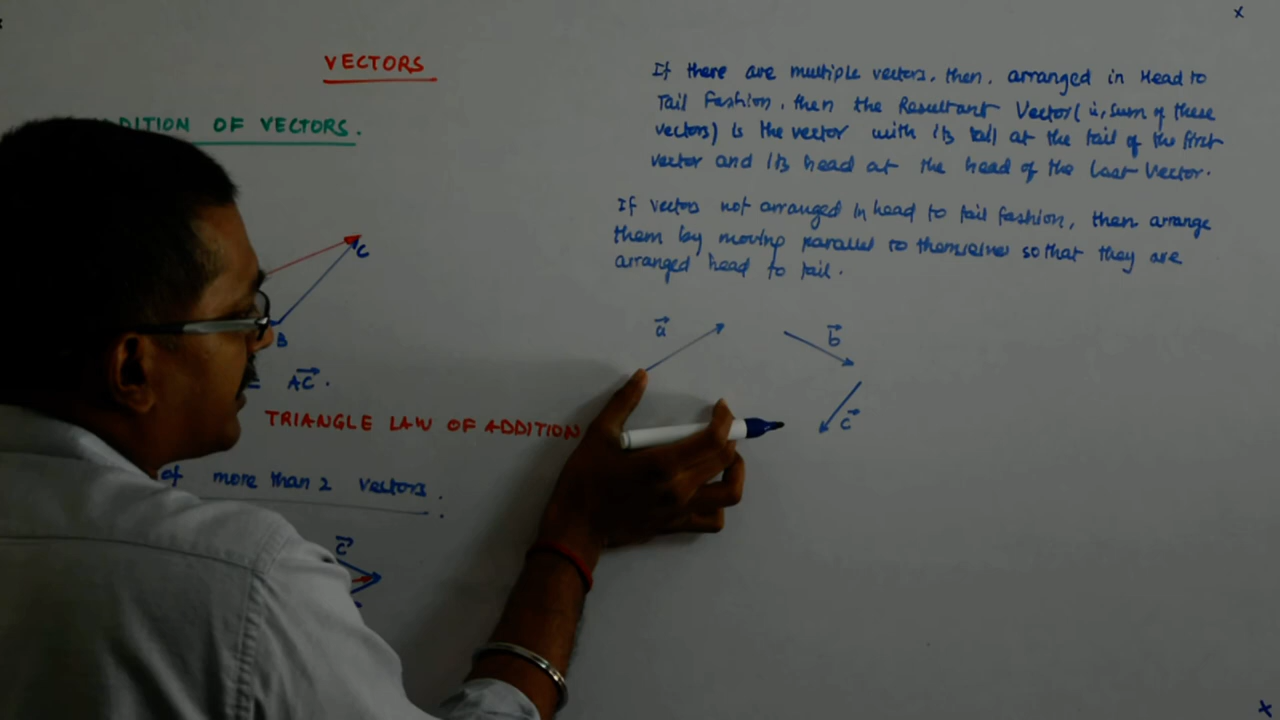 VECTORS
DITION OF VECTORS.
C
B
= AC.
TRIANGLE LAW OF ADDITION
of more than 2 vectors.
c
If there are multiple vectors, then, arranged in Head to
Tail Fashion, then the Resultant Vector (is, sum of these
vectors) is the vector with its tail at the tail of the first
vector and its head at the head of the Last Vector.
If vectors not arranged in head to tail fashion, then arrange
them by moving parallel to themselves so that they are
arranged head to tail.
a
b
c